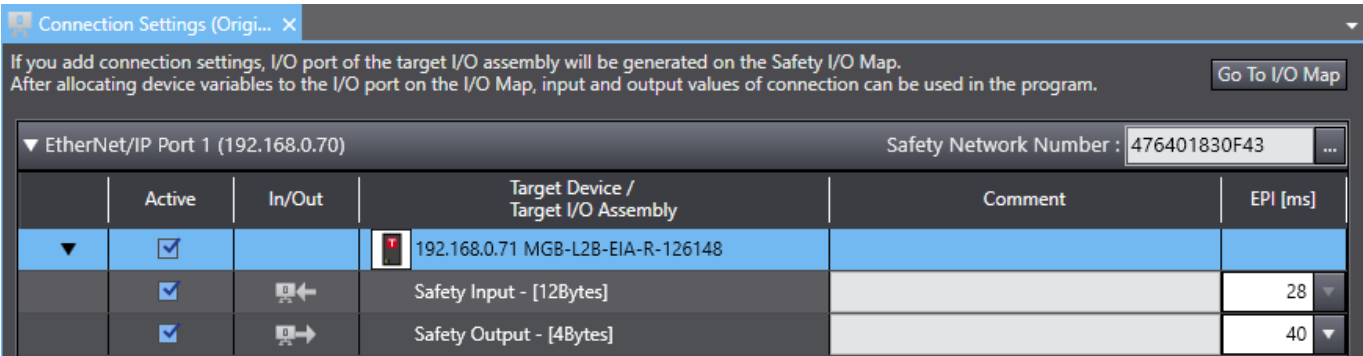 Connection Settings (Origi...
If you add connection settings, I/O port of the target I/O assembly will be generated on the Safety I/O Map.
After allocating device variables to the I/O port on the I/O Map, input and output values of connection can be used in the program.
Go To I/O Map
EtherNet/IP Port 1 (192.168.0.70)
Safety Network Number : 476401830F43 ...
Active In/Out Target Device / Comment EPI [ms]
Target I/O Assembly
T 192.168.0.71 MGB-L2B-EIA-R-126148
Safety Input - [12Bytes] 28
Safety Output - [4Bytes] 40